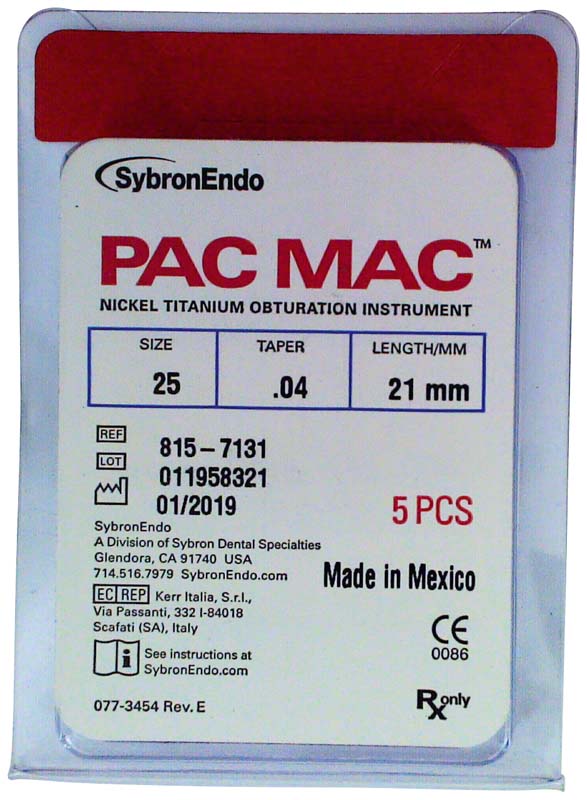 SybronEndo
PAC MAC™
NICKEL TITANIUM OBTURATION INSTRUMENT
SIZE TAPER LENGTH/MM
25 .04 21 mm
REF 815-7131
LOT 011958321
01/2019
5 PCS
SybronEndo
A Division of Sybron Dental Specialties
Glendora, CA 91740 USA
714.516.7979 SybronEndo.com
Made in Mexico
EC REP Kerr Italia, S.r.l.,
Via Passanti, 332 I-84018
Scafati (SA), Italy
CE
0086
i See instructions at
SybronEndo.com
077-3454 Rev. E
Rx only